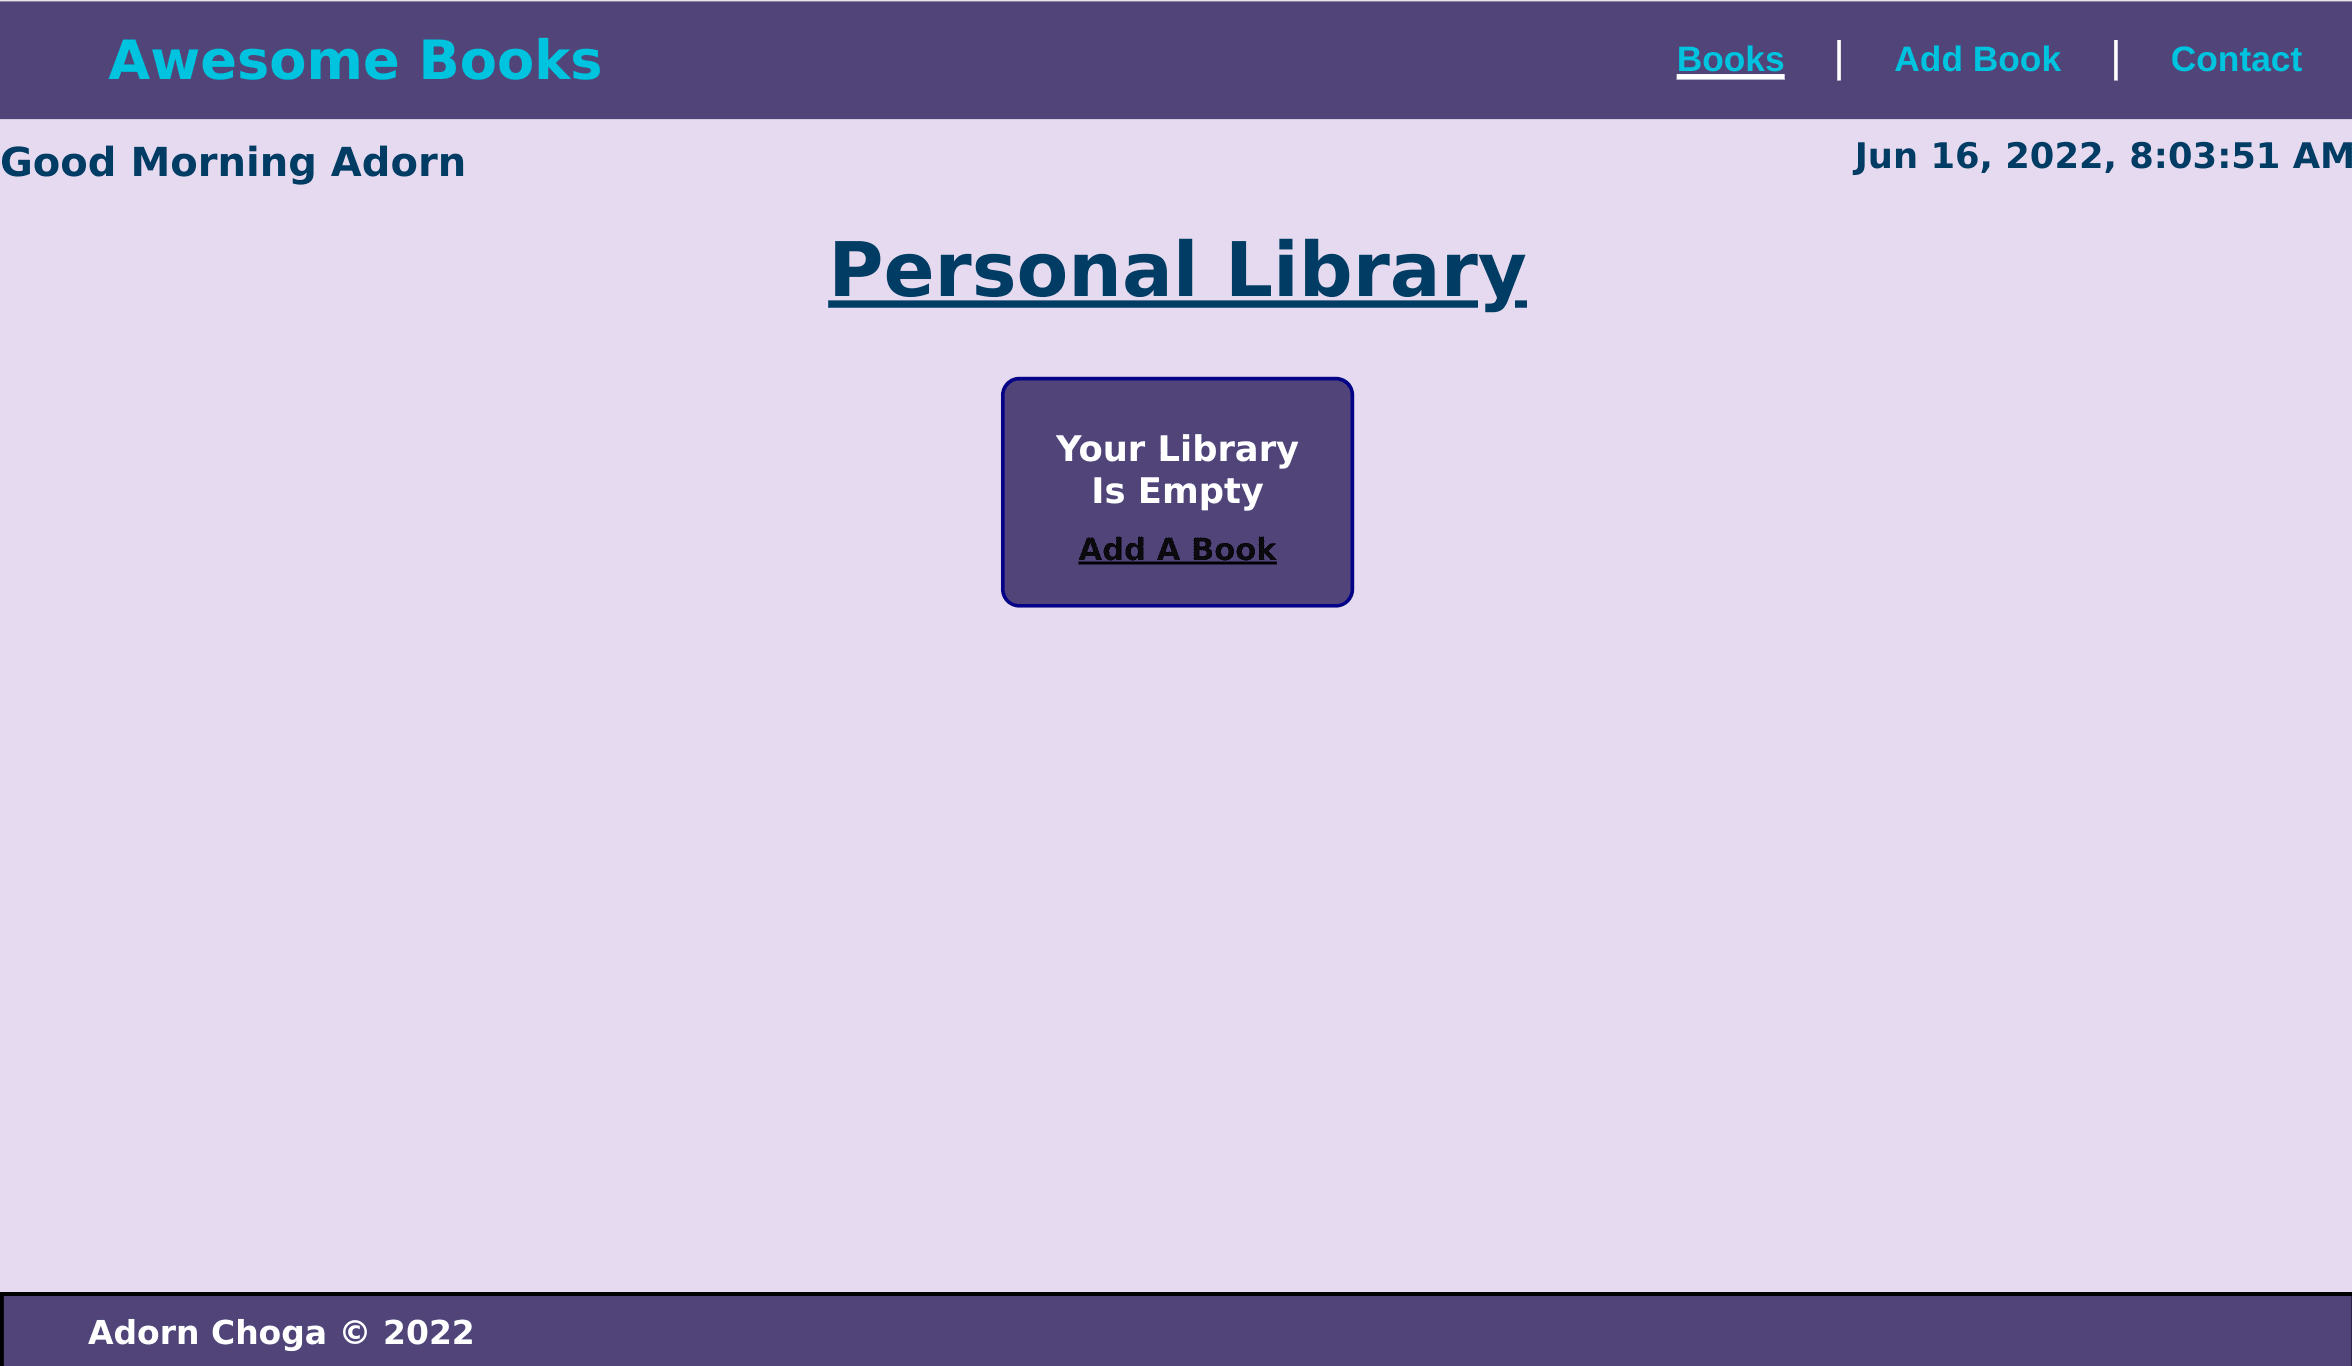 Awesome Books
Books | Add Book | Contact
Good Morning Adorn
Jun 16, 2022, 8:03:51 AM
Personal Library
Your Library
Is Empty
Add A Book
Adorn Choga © 2022